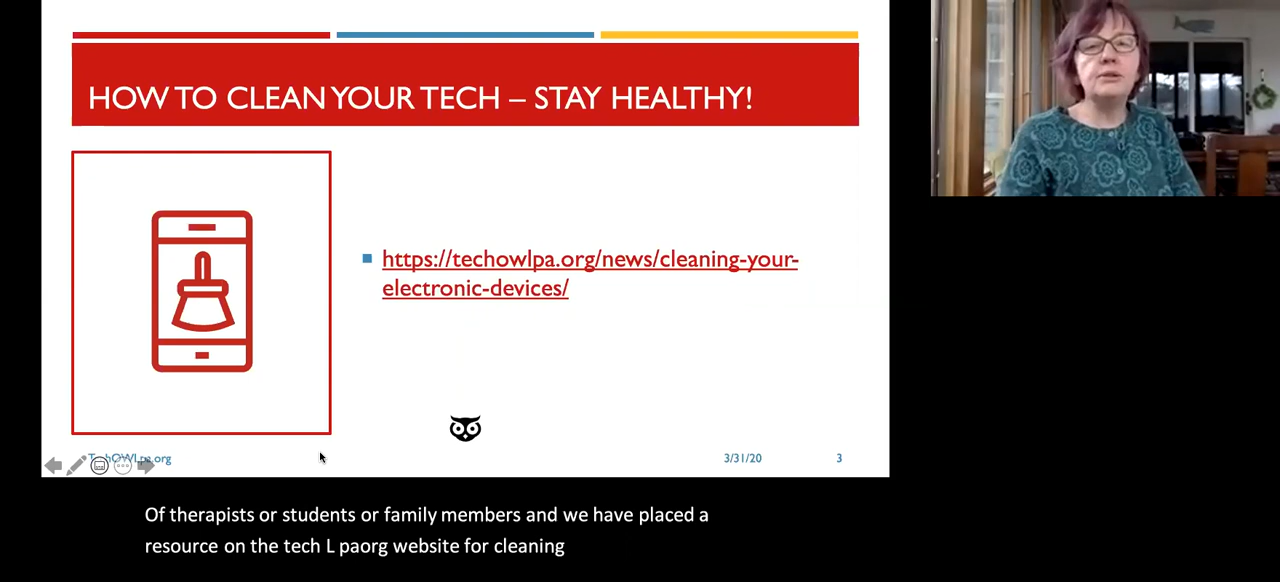 HOW TO CLEAN YOUR TECH – STAY HEALTHY!
https://techowlpa.org/news/cleaning-your-
electronic-devices/
TechOWLpa.org
3/31/20
3
Of therapists or students or family members and we have placed a
resource on the tech L paorg website for cleaning